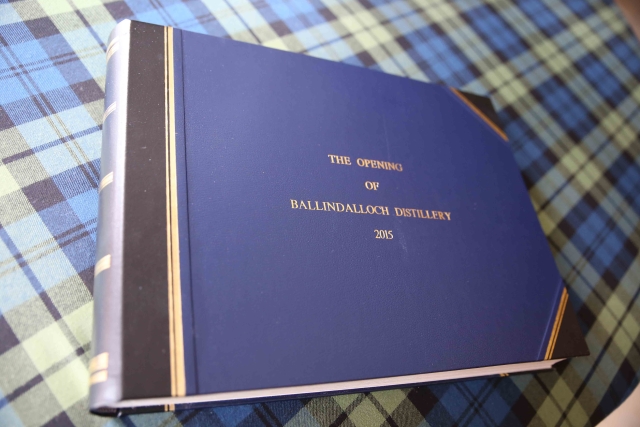 THE OPENING
OF
BALLINDALLOCH DISTILLERY
2015